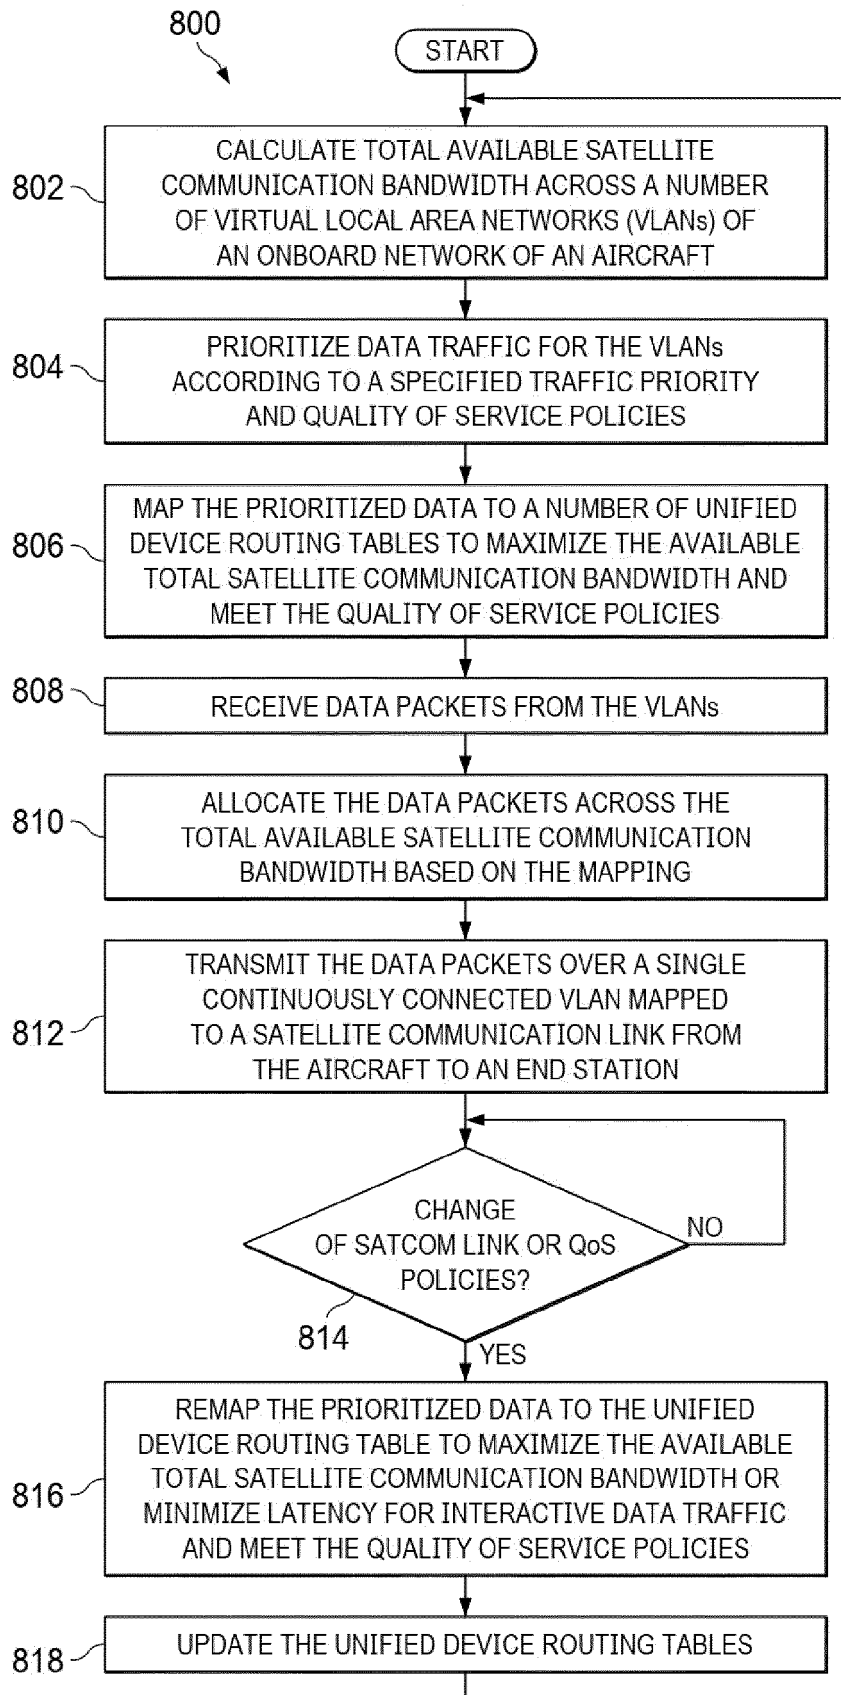 800
START
802
CALCULATE TOTAL AVAILABLE SATELLITE
COMMUNICATION BANDWIDTH ACROSS A NUMBER
OF VIRTUAL LOCAL AREA NETWORKS (VLANs) OF
AN ONBOARD NETWORK OF AN AIRCRAFT
804
PRIORITIZE DATA TRAFFIC FOR THE VLANs
ACCORDING TO A SPECIFIED TRAFFIC PRIORITY
AND QUALITY OF SERVICE POLICIES
806
MAP THE PRIORITIZED DATA TO A NUMBER OF UNIFIED
DEVICE ROUTING TABLES TO MAXIMIZE THE AVAILABLE
TOTAL SATELLITE COMMUNICATION BANDWIDTH AND
MEET THE QUALITY OF SERVICE POLICIES
808
RECEIVE DATA PACKETS FROM THE VLANs
810
ALLOCATE THE DATA PACKETS ACROSS THE
TOTAL AVAILABLE SATELLITE COMMUNICATION
BANDWIDTH BASED ON THE MAPPING
812
TRANSMIT THE DATA PACKETS OVER A SINGLE
CONTINUOUSLY CONNECTED VLAN MAPPED
TO A SATELLITE COMMUNICATION LINK FROM
THE AIRCRAFT TO AN END STATION
CHANGE
OF SATCOM LINK OR QoS
POLICIES?
NO
814
YES
816
REMAP THE PRIORITIZED DATA TO THE UNIFIED
DEVICE ROUTING TABLE TO MAXIMIZE THE AVAILABLE
TOTAL SATELLITE COMMUNICATION BANDWIDTH OR
MINIMIZE LATENCY FOR INTERACTIVE DATA TRAFFIC
AND MEET THE QUALITY OF SERVICE POLICIES
818
UPDATE THE UNIFIED DEVICE ROUTING TABLES